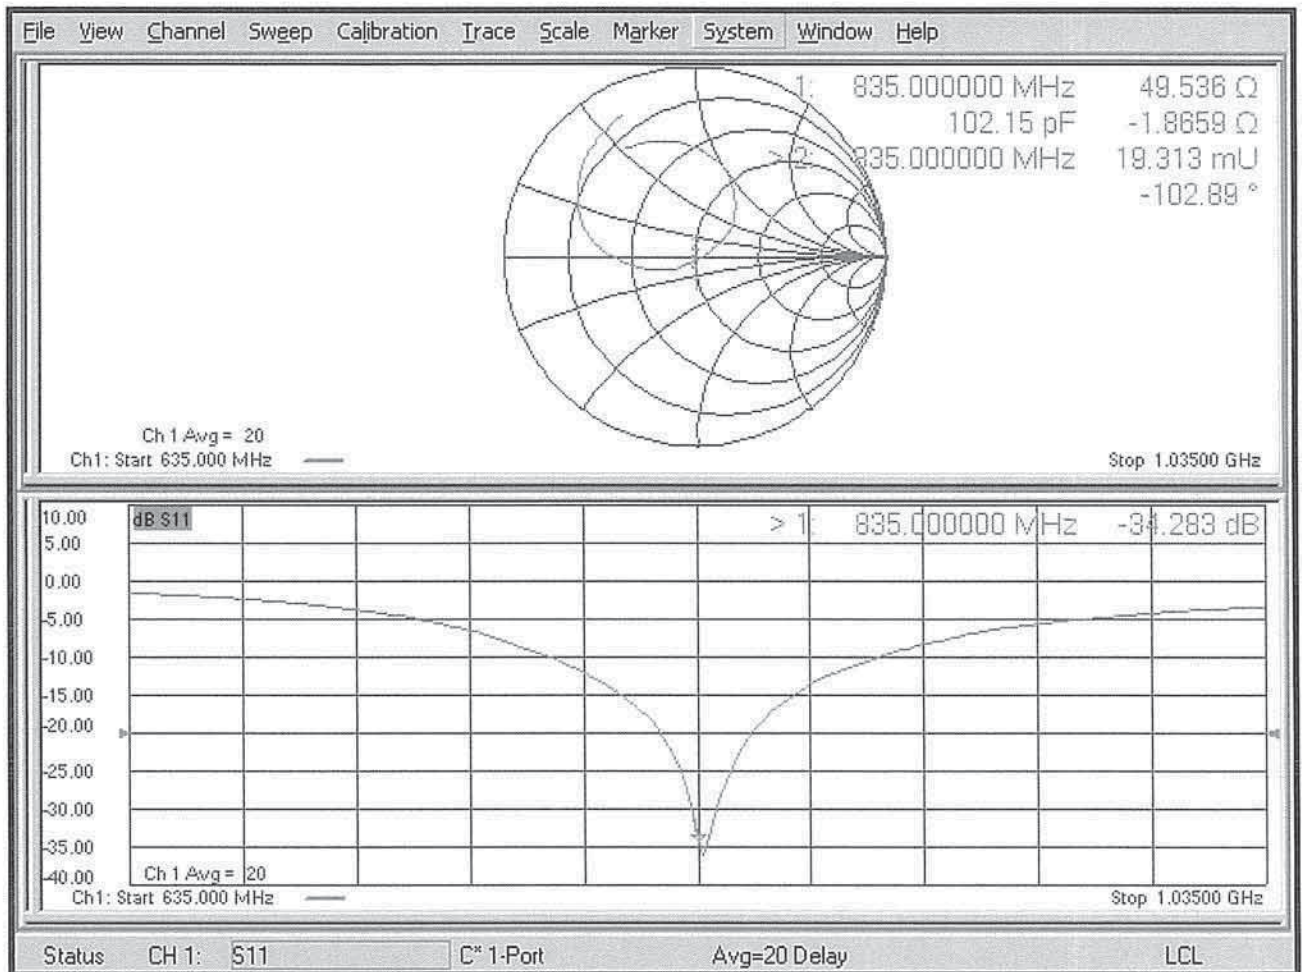 File View Channel Sweep Calibration Trace Scale Marker System Window Help
1: 835.000000 MHz 49.536 Ω
102.15 pF -1.8659 Ω
> 2: 835.000000 MHz 19.313 mU
-102.89 °
Ch 1 Avg = 20
Ch1: Start 635.000 MHz
Stop 1.03500 GHz
10.00
dB S11
> 1: 835.000000 MHz -34.283 dB
5.00
0.00
-5.00
-10.00
-15.00
-20.00
-25.00
-30.00
-35.00
-40.00
Ch 1 Avg = 20
Ch1: Start 635.000 MHz
Stop 1.03500 GHz
Status CH 1: S11 C* 1-Port Avg=20 Delay LCL